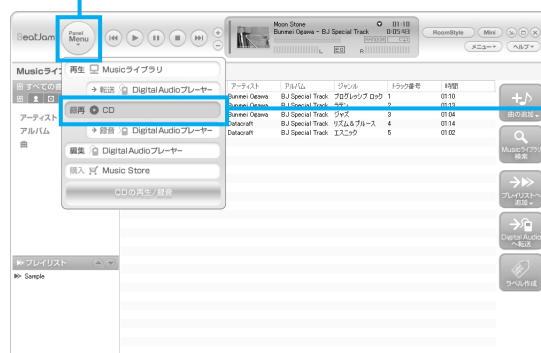 BeatJam
Panel
Menu
Moon Stone
01:10
Bunmei Ogawa - BJ Special Track
0:05:43
L
EQ
R
RoomStyle
Mini
メニュー
ヘルプ
Musicライ
すべての
アーティスト
アルバム
曲
再生 Musicライブラリ
転送 Digital Audioプレーヤー
録再 CD
録音 Digital Audioプレーヤー
編集 Digital Audioプレーヤー
購入 Music Store
CDの再生/録音
アーティスト アルバム ジャンル トラック番号 時間
Bunmei Ogawa BJ Special Track プログレッシブ ロック 1 01:10
Bunmei Ogawa BJ Special Track ラテン 2 01:13
Bunmei Ogawa BJ Special Track ジャズ 3 01:04
Datacraft BJ Special Track リズム＆ブルース 4 01:14
Datacraft BJ Special Track エスニック 5 01:02
曲の追加
Musicライブラリ
検索
プレイリストへ
追加
Digital Audio
へ転送
ラベル作成
プレイリスト
Sample